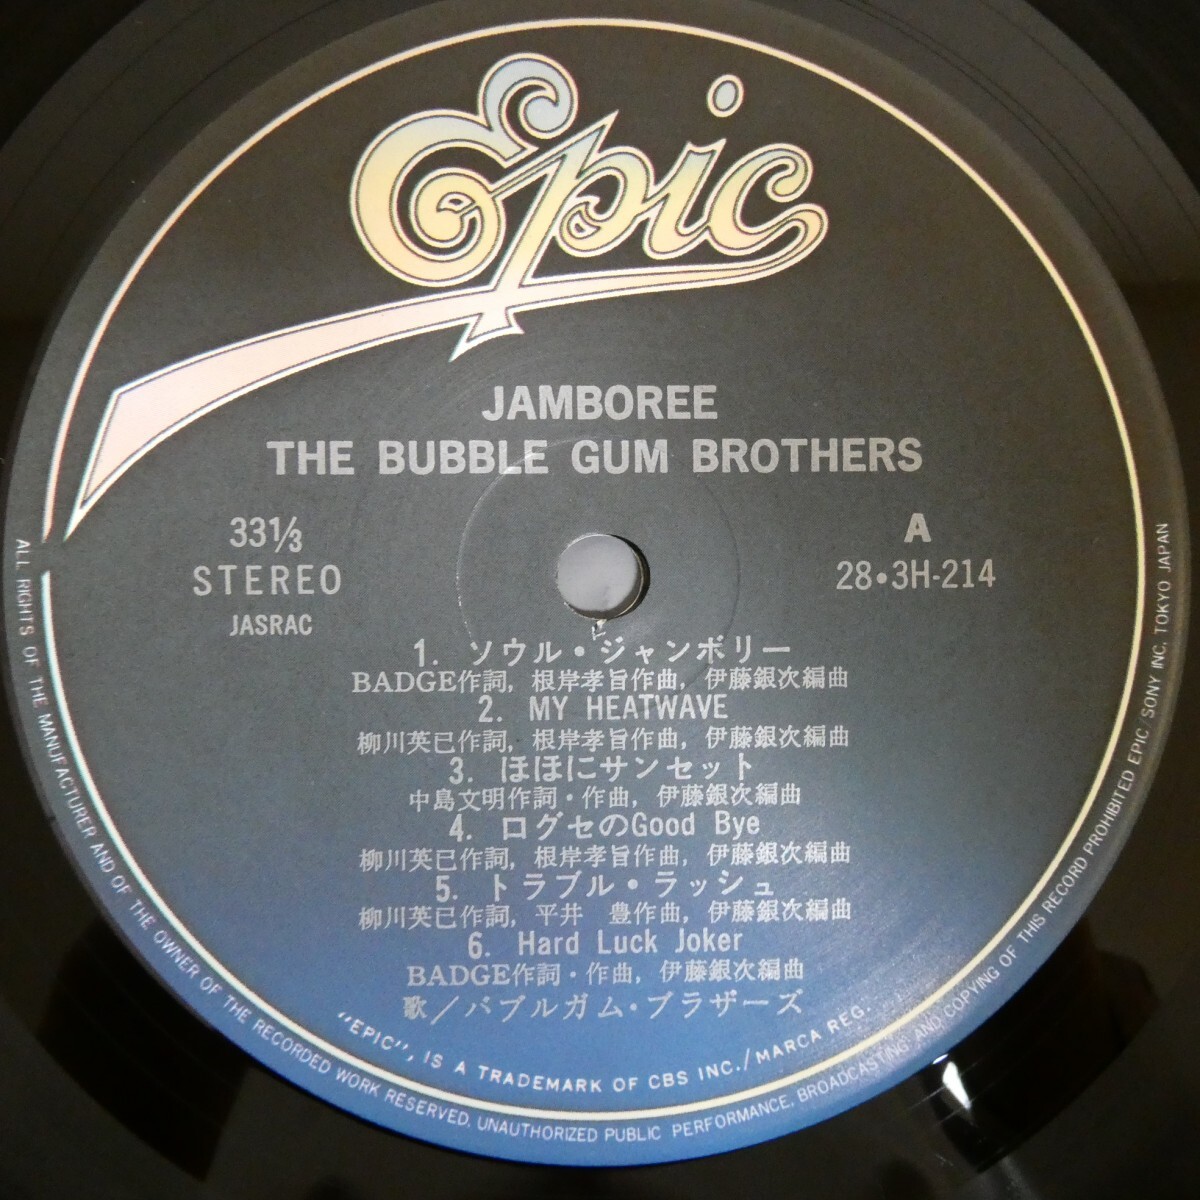 Epic
JAMBOREE
THE BUBBLE GUM BROTHERS
33⅓
STEREO
JASRAC
A
28•3H-214
1. ソウル・ジャンボリー
BADGE作詞, 根岸孝旨作曲, 伊藤銀次編曲
2. MY HEATWAVE
柳川英巳作詞, 根岸孝旨作曲, 伊藤銀次編曲
3. ほほにサンセット
中島文明作詞・作曲, 伊藤銀次編曲
4. 口グセのGood Bye
柳川英巳作詞, 根岸孝旨作曲, 伊藤銀次編曲
5. トラブル・ラッシュ
柳川英巳作詞, 平井 豊作曲, 伊藤銀次編曲
6. Hard Luck Joker
BADGE作詞・作曲, 伊藤銀次編曲
歌/バブルガム・ブラザーズ
"EPIC", IS A TRADEMARK OF CBS INC./MARCA REG.
ALL RIGHTS OF THE MANUFACTURER AND OF THE OWNER OF THE RECORDED WORK RESERVED, UNAUTHORIZED PUBLIC PERFORMANCE, BROADCASTING AND COPYING OF THIS RECORD PROHIBITED EPIC/SONY INC, TOKYO JAPAN